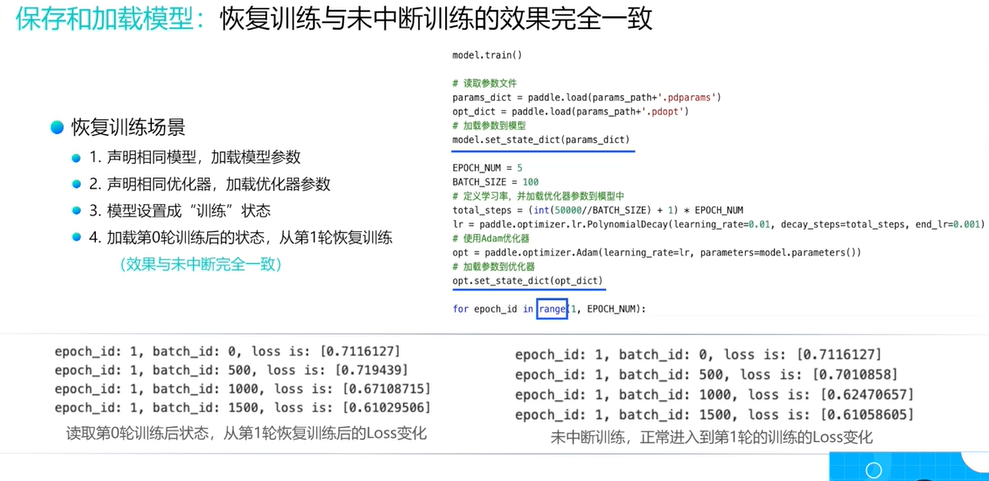 保存和加载模型：恢复训练与未中断训练的效果完全一致
恢复训练场景
1. 声明相同模型，加载模型参数
2. 声明相同优化器，加载优化器参数
3. 模型设置成“训练”状态
4. 加载第0轮训练后的状态，从第1轮恢复训练
（效果与未中断完全一致）
model.train()
# 读取参数文件
params_dict = paddle.load(params_path+'.pdparams')
opt_dict = paddle.load(params_path+'.pdopt')
# 加载参数到模型
model.set_state_dict(params_dict)
EPOCH_NUM = 5
BATCH_SIZE = 100
# 定义学习率，并加载优化器参数到模型中
total_steps = (int(50000//BATCH_SIZE) + 1) * EPOCH_NUM
lr = paddle.optimizer.lr.PolynomialDecay(learning_rate=0.01, decay_steps=total_steps, end_lr=0.001)
# 使用Adam优化器
opt = paddle.optimizer.Adam(learning_rate=lr, parameters=model.parameters())
# 加载参数到优化器
opt.set_state_dict(opt_dict)
for epoch_id in range(1, EPOCH_NUM):
epoch_id: 1, batch_id: 0, loss is: [0.7116127]
epoch_id: 1, batch_id: 500, loss is: [0.719439]
epoch_id: 1, batch_id: 1000, loss is: [0.67108715]
epoch_id: 1, batch_id: 1500, loss is: [0.61029506]
读取第0轮训练后状态，从第1轮恢复训练后的Loss变化
epoch_id: 1, batch_id: 0, loss is: [0.7116127]
epoch_id: 1, batch_id: 500, loss is: [0.7010858]
epoch_id: 1, batch_id: 1000, loss is: [0.62470657]
epoch_id: 1, batch_id: 1500, loss is: [0.61058605]
未中断训练，正常进入到第1轮的训练的Loss变化